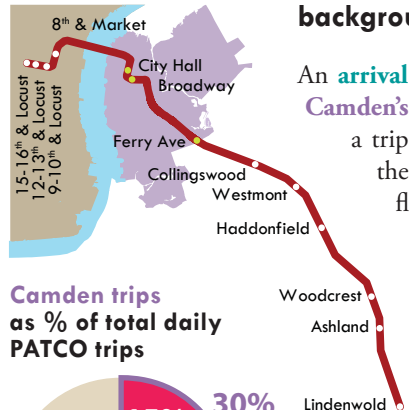 backgrou
8th & Market
City Hall
Broadway
An arrival
Camden's
a trip
the
fl
15-16th & Locust
12-13th & Locust
9-10th & Locust
Ferry Ave
Collingswood
Westmont
Haddonfield
Woodcrest
Ashland
Lindenwold
Camden trips
as % of total daily
PATCO trips
30%